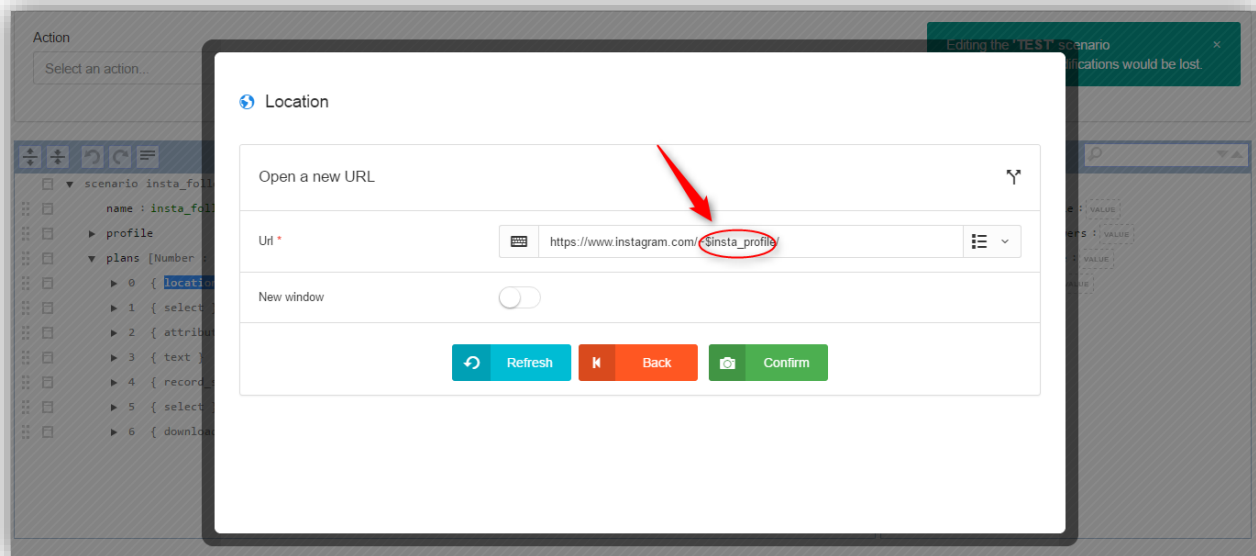 Action
Select an action...
Editing the 'TEST' scenario ×
ifications would be lost.
Location
Open a new URL
Url *
https://www.instagram.com/~$insta_profile/
New window
Refresh
Back
Confirm
scenario insta_foll
name : insta_foll
profile
plans [Number :
0 { location
1 { select }
2 { attribut
3 { text }
4 { record_
5 { select
6 { downloa
e : VALUE
ers : VALUE
: VALUE
VALUE